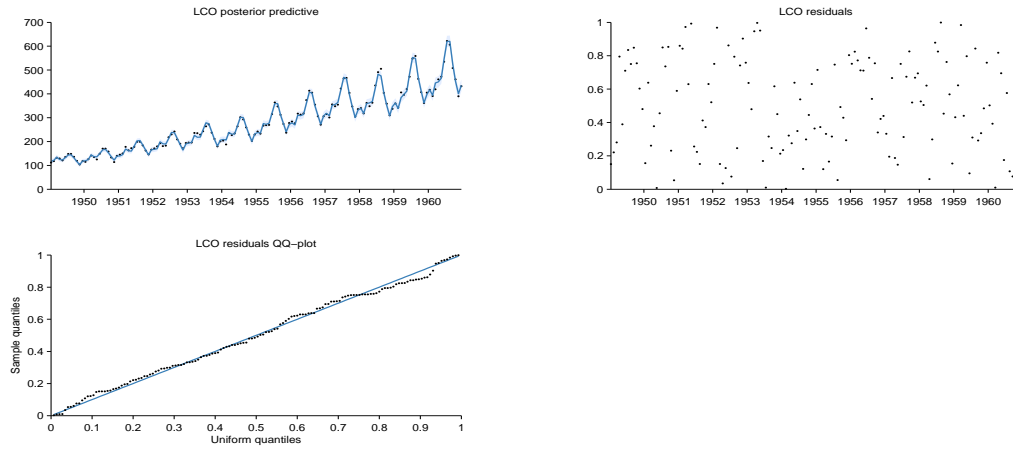 LCO posterior predictive
700
600
500
400
300
200
100
0
1950 1951 1952 1953 1954 1955 1956 1957 1958 1959 1960
LCO residuals
1
0.8
0.6
0.4
0.2
0
1950 1951 1952 1953 1954 1955 1956 1957 1958 1959 1960
LCO residuals QQ−plot
Sample quantiles
1
0.8
0.6
0.4
0.2
0
0 0.1 0.2 0.3 0.4 0.5 0.6 0.7 0.8 0.9 1
Uniform quantiles